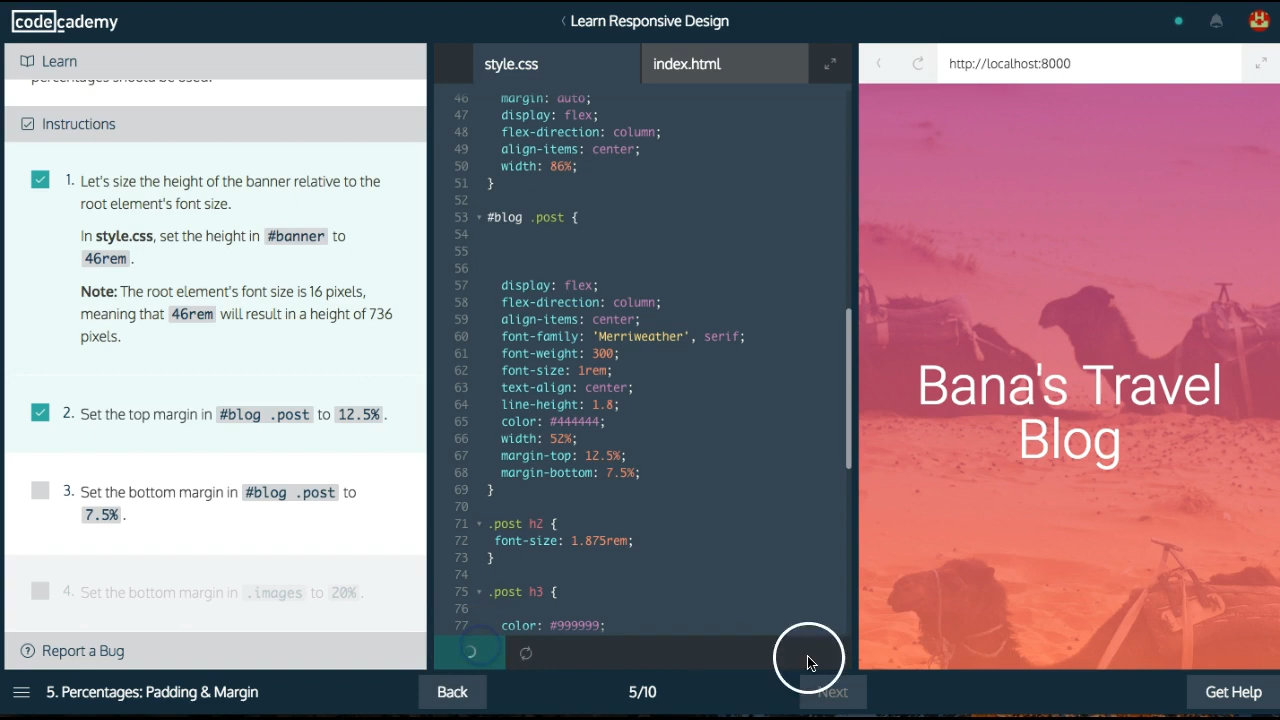 codecademy
Learn Responsive Design
Learn
percentages should be used?
Instructions
1. Let's size the height of the banner relative to the
root element's font size.
In style.css, set the height in #banner to
46rem.
Note: The root element's font size is 16 pixels,
meaning that 46rem will result in a height of 736
pixels.
2. Set the top margin in #blog .post to 12.5%.
3. Set the bottom margin in #blog .post to
7.5%.
4. Set the bottom margin in .images to 20%.
Report a Bug
style.css
index.html
46 margin: auto;
47 display: flex;
48 flex-direction: column;
49 align-items: center;
50 width: 86%;
51 }
52
53 #blog .post {
54
55
56
57 display: flex;
58 flex-direction: column;
59 align-items: center;
60 font-family: 'Merriweather', serif;
61 font-weight: 300;
62 font-size: 1rem;
63 text-align: center;
64 line-height: 1.8;
65 color: #444444;
66 width: 52%;
67 margin-top: 12.5%;
68 margin-bottom: 7.5%;
69 }
70
71 .post h2 {
72 font-size: 1.875rem;
73 }
74
75 .post h3 {
76
77 color: #999999;
http://localhost:8000
Bana's Travel
Blog
5. Percentages: Padding & Margin
Back
5/10
Next
Get Help